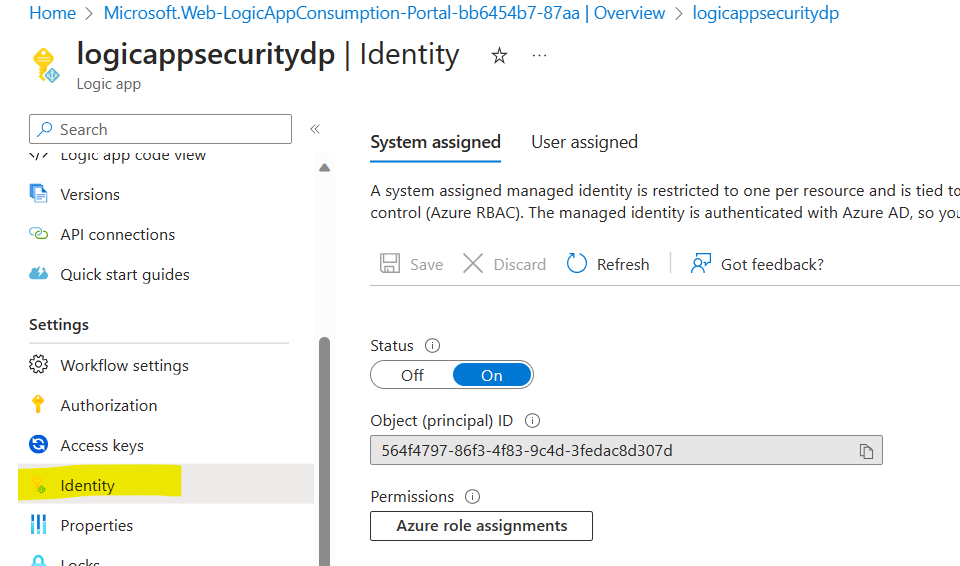 Home > Microsoft.Web-LogicAppConsumption-Portal-bb6454b7-87aa | Overview > logicappsecuritydp
logicappsecuritydp | Identity
Logic app
Search
Logic app code view
Versions
API connections
Quick start guides
Settings
Workflow settings
Authorization
Access keys
Identity
Properties
Locks
System assigned User assigned
A system assigned managed identity is restricted to one per resource and is tied to
control (Azure RBAC). The managed identity is authenticated with Azure AD, so you
Save Discard Refresh Got feedback?
Status
Off On
Object (principal) ID
564f4797-86f3-4f83-9c4d-3fedac8d307d
Permissions
Azure role assignments